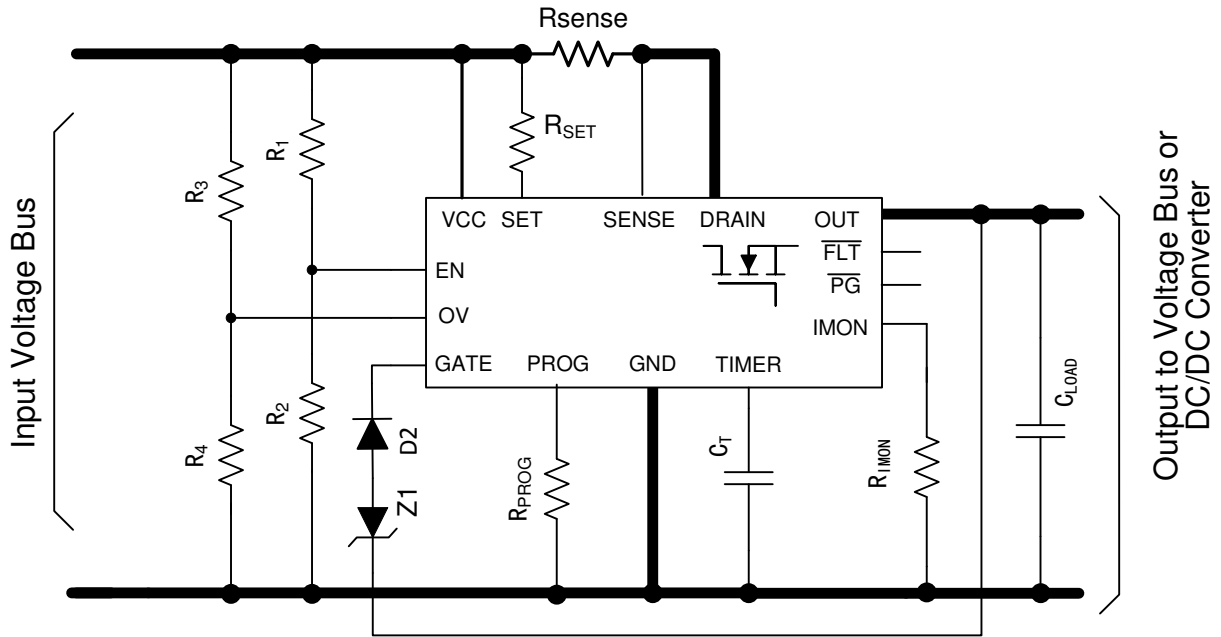 Rsense
RSET
R1
R3
VCC SET SENSE DRAIN OUT
FLT
EN
PG
OV
IMON
GATE PROG GND TIMER
R2
R4
D2
Z1
RPROG
CT
RIMON
CLOAD
Input Voltage Bus
Output to Voltage Bus or
DC/DC Converter